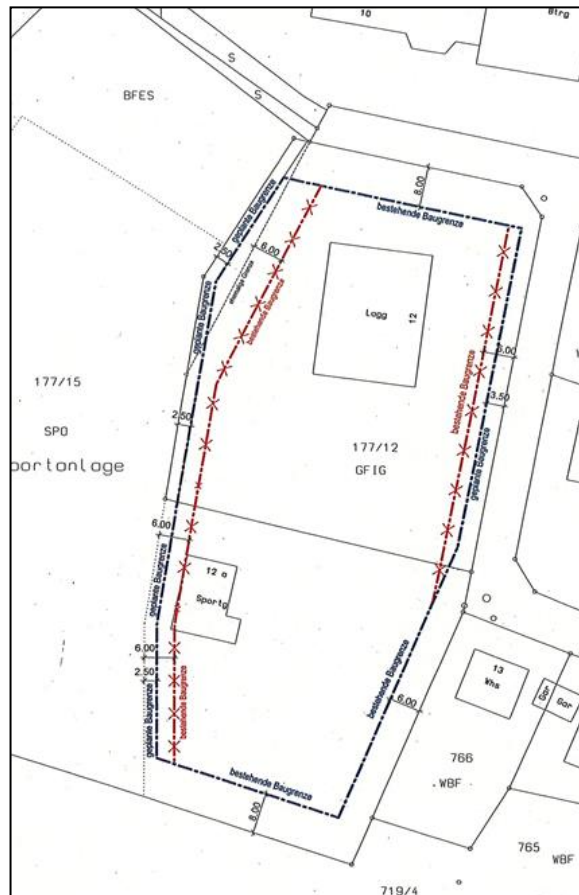 10
Btrg
S
BFES
S
8.00
geplante Baugrenze
bestehende Baugrenze
2.50
6.00
ehemalige Grenze
bestehende Baugrenze
geplante Baugrenze
Lagg
12
6.00
bestehende Baugrenze
3.50
177/15
2.50
SPO
177/12
portanlage
GFIG
geplante Baugrenze
6.00
12 a
geplante Baugrenze
Sportg
6.00
13
Whs
Gar
Gar
2.50
bestehende Baugrenze
bestehende Baugrenze
6.00
geplante Baugrenze
766
WBF
bestehende Baugrenze
8.00
765
WBF
719/4